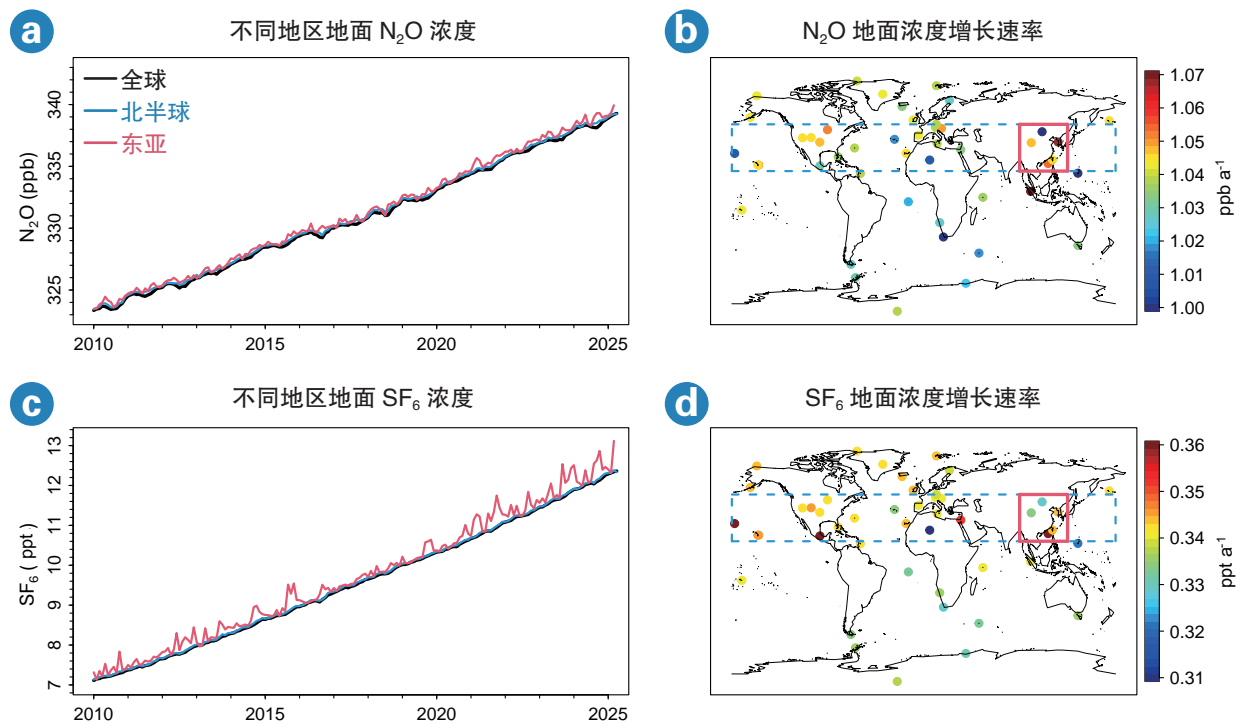 a
不同地区地面 N₂O 浓度
全球
北半球
东亚
N₂O (ppb)
340
335
330
325
2010
2015
2020
2025
b
N₂O 地面浓度增长速率
1.07
1.06
1.05
1.04
1.03
1.02
1.01
1.00
ppb a⁻¹
c
不同地区地面 SF₆ 浓度
SF₆ ( ppt )
13
12
11
10
9
8
7
2010
2015
2020
2025
d
SF₆ 地面浓度增长速率
0.36
0.35
0.34
0.33
0.32
0.31
ppt a⁻¹